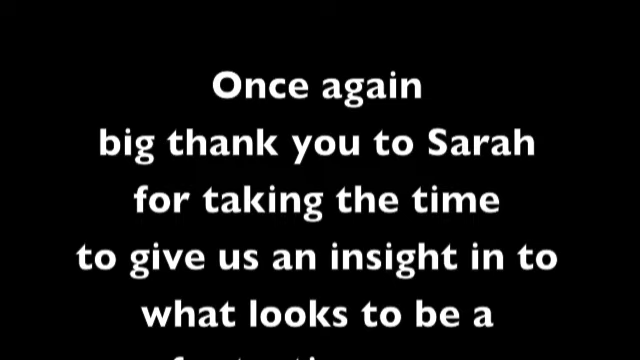 Once again
big thank you to Sarah
for taking the time
to give us an insight in to
what looks to be a